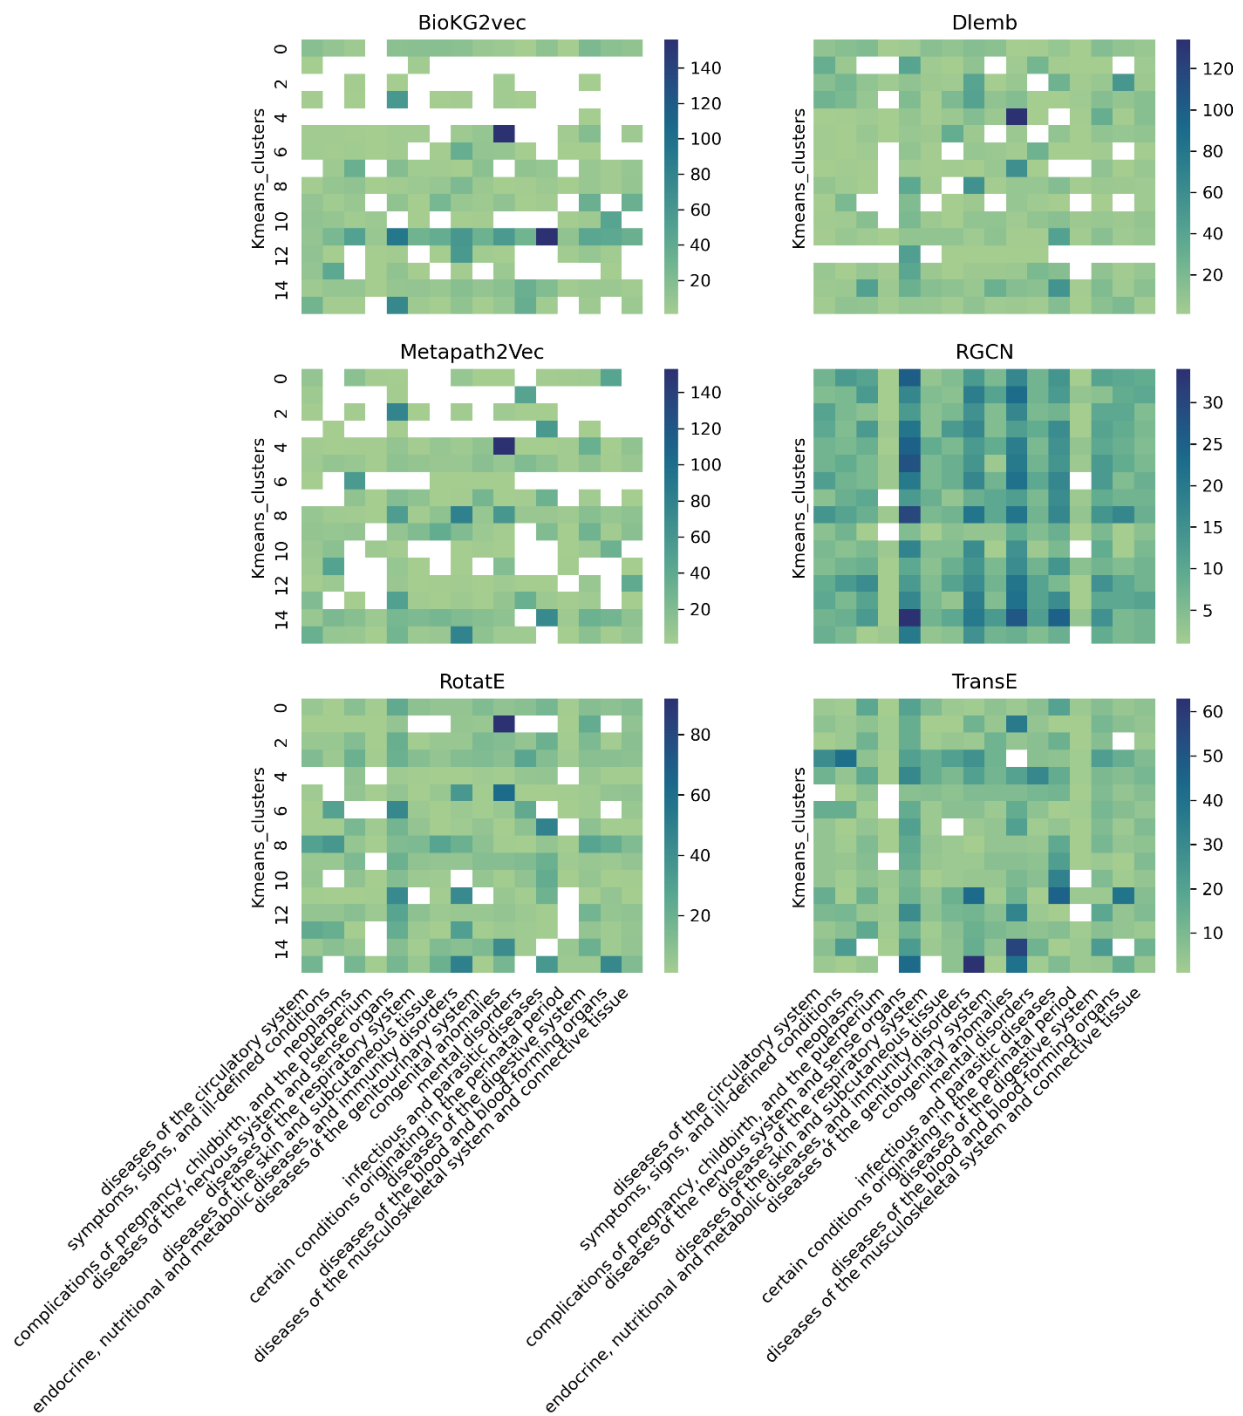 BioKG2vec
Kmeans_clusters
0
2
4
6
8
10
12
14
140
120
100
80
60
40
20
Dlemb
Kmeans_clusters
120
100
80
60
40
20
Metapath2Vec
Kmeans_clusters
0
2
4
6
8
10
12
14
140
120
100
80
60
40
20
RGCN
Kmeans_clusters
30
25
20
15
10
5
RotatE
Kmeans_clusters
0
2
4
6
8
10
12
14
80
60
40
20
TransE
Kmeans_clusters
60
50
40
30
20
10
diseases of the circulatory system
symptoms, signs, and ill-defined conditions
neoplasms
complications of pregnancy, childbirth, and the puerperium
diseases of the nervous system and sense organs
diseases of the respiratory system
diseases of the skin and subcutaneous tissue
endocrine, nutritional and metabolic diseases, and immunity disorders
diseases of the genitourinary system
congenital anomalies
mental disorders
infectious and parasitic diseases
certain conditions originating in the perinatal period
diseases of the digestive system
diseases of the blood and blood-forming organs
diseases of the musculoskeletal system and connective tissue
diseases of the circulatory system
symptoms, signs, and ill-defined conditions
neoplasms
complications of pregnancy, childbirth, and the puerperium
diseases of the nervous system and sense organs
diseases of the respiratory system
diseases of the skin and subcutaneous tissue
endocrine, nutritional and metabolic diseases, and immunity disorders
diseases of the genitourinary system
congenital anomalies
mental disorders
infectious and parasitic diseases
certain conditions originating in the perinatal period
diseases of the digestive system
diseases of the blood and blood-forming organs
diseases of the musculoskeletal system and connective tissue